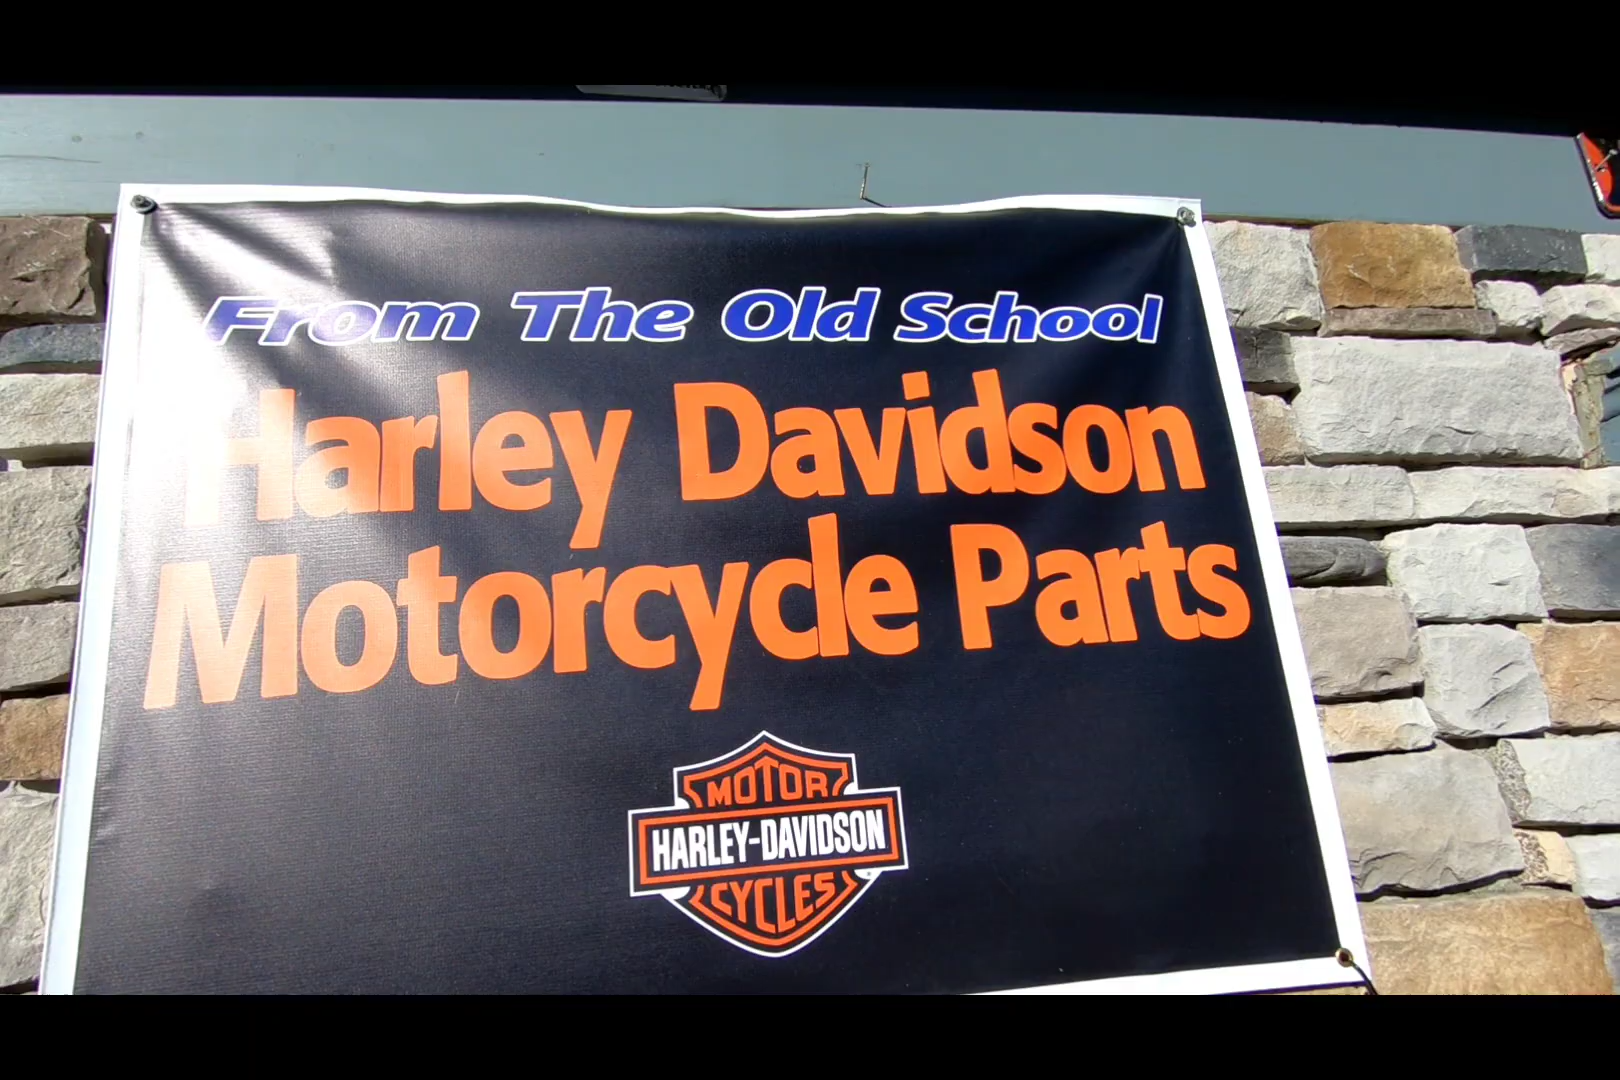 From The Old School
Harley Davidson
Motorcycle Parts
MOTOR
HARLEY-DAVIDSON
CYCLES